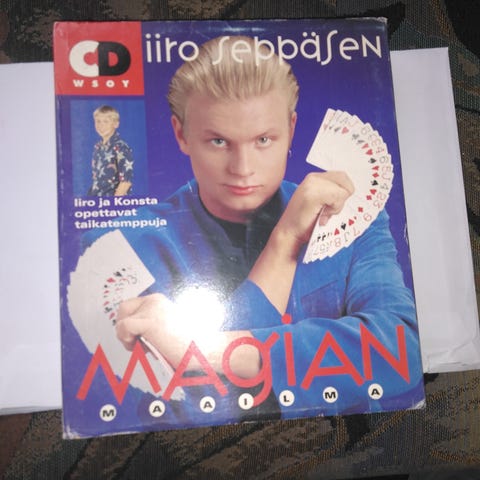 CD
WSOY
iiro seppäsen
Iiro ja Konsta
opettavat
taikatemppuja
MAGiAN
MAAILMA